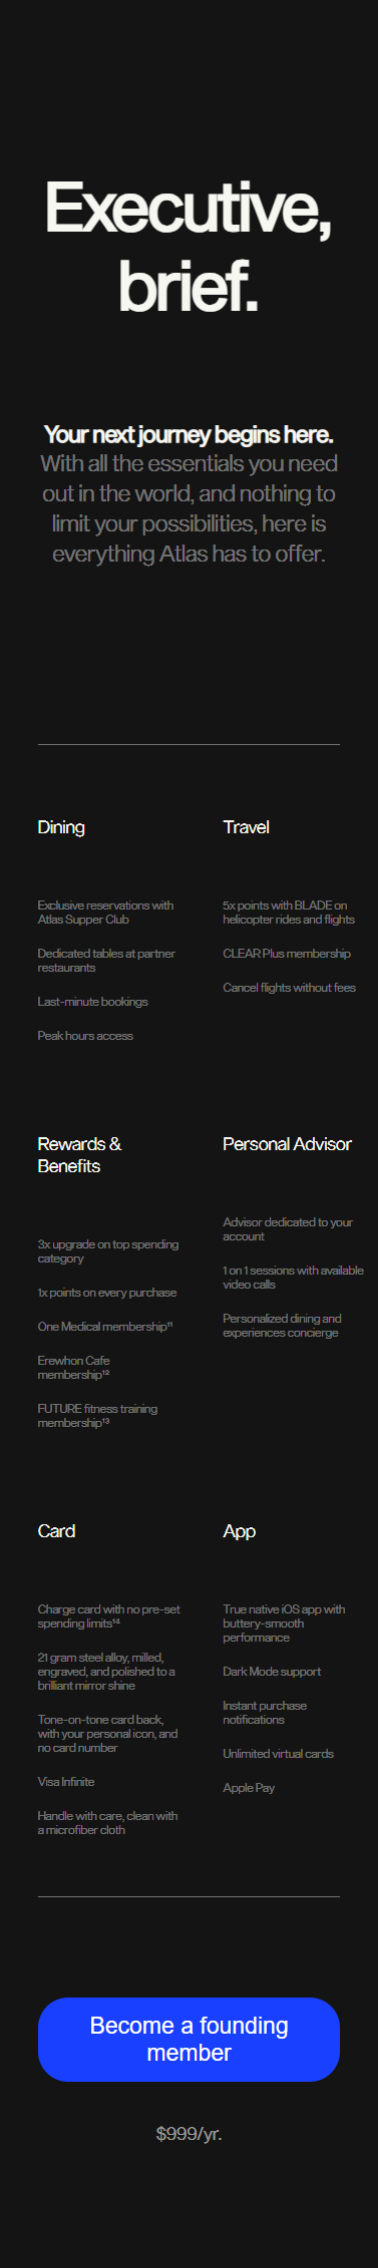 Executive,
brief.
Your next journey begins here.
With all the essentials you need
out in the world, and nothing to
limit your possibilities, here is
everything Atlas has to offer.
Dining
Exclusive reservations with
Atlas Supper Club
Dedicated tables at partner
restaurants
Last-minute bookings
Peak hours access
Travel
5x points with BLADE on
helicopter rides and flights
CLEAR Plus membership
Cancel flights without fees
Rewards &
Benefits
3x upgrade on top spending
category
1x points on every purchase
One Medical membership¹¹
Erewhon Cafe
membership¹²
FUTURE fitness training
membership¹³
Personal Advisor
Advisor dedicated to your
account
1 on 1 sessions with available
video calls
Personalized dining and
experiences concierge
Card
Charge card with no pre-set
spending limits¹⁴
21 gram steel alloy, milled,
engraved, and polished to a
brilliant mirror shine
Tone-on-tone card back,
with your personal icon, and
no card number
Visa Infinite
Handle with care, clean with
a microfiber cloth
App
True native iOS app with
buttery-smooth
performance
Dark Mode support
Instant purchase
notifications
Unlimited virtual cards
Apple Pay
Become a founding
member
$999/yr.